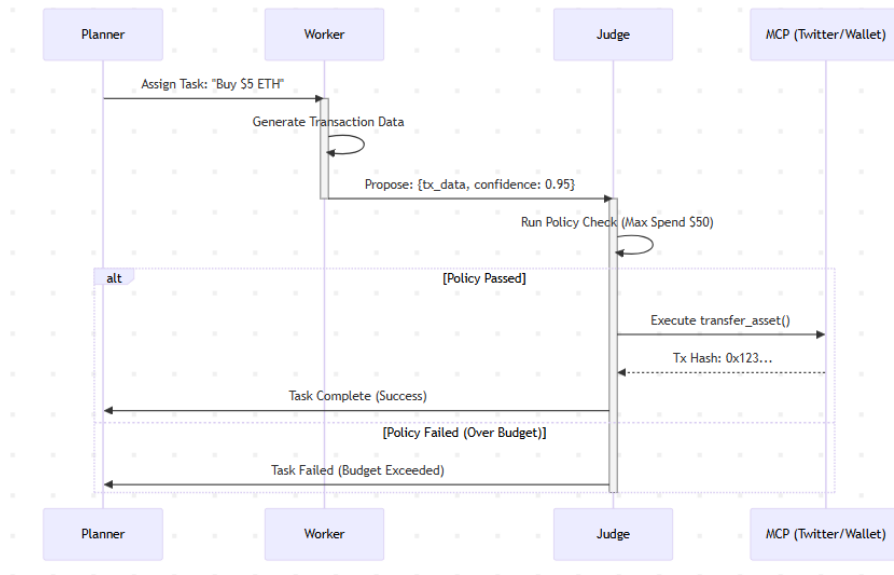 Planner
Worker
Judge
MCP (Twitter/Wallet)
Assign Task: "Buy $5 ETH"
Generate Transaction Data
Propose: {tx_data, confidence: 0.95}
Run Policy Check (Max Spend $50)
alt
[Policy Passed]
Execute transfer_asset()
Tx Hash: 0x123...
Task Complete (Success)
[Policy Failed (Over Budget)]
Task Failed (Budget Exceeded)
Planner
Worker
Judge
MCP (Twitter/Wallet)